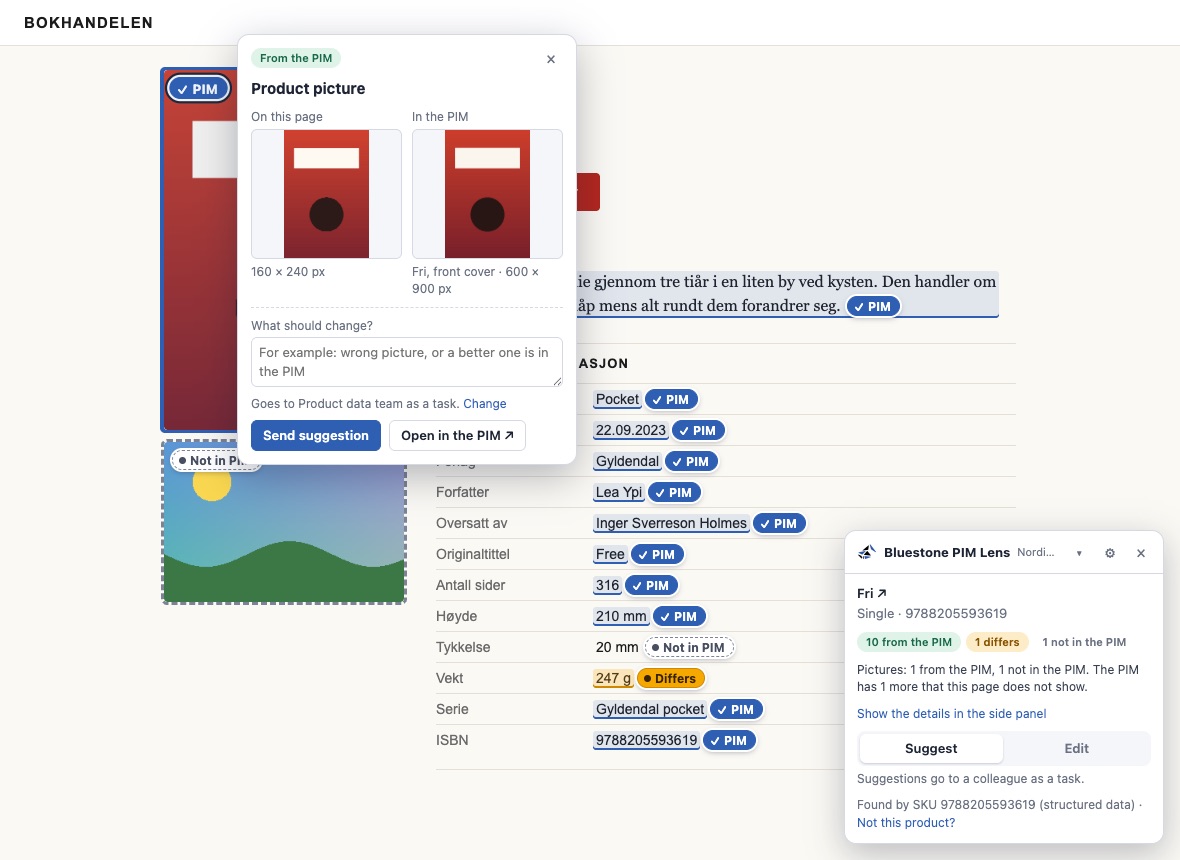 BOKHANDELEN
PIM
From the PIM
×
Product picture
On this page
In the PIM
160 × 240 px
Fri, front cover · 600 ×
900 px
What should change?
For example: wrong picture, or a better one is in
the PIM
Goes to Product data team as a task. Change
Send suggestion
Open in the PIM ↗
ie gjennom tre tiår i en liten by ved kysten. Den handler om
åp mens alt rundt dem forandrer seg. PIM
ASJON
Pocket PIM
22.09.2023 PIM
Not in
Gyldendal PIM
Forfatter Lea Ypi PIM
Oversatt av Inger Sverreson Holmes PIM
Originaltittel Free PIM
Antall sider 316 PIM
Høyde 210 mm PIM
Tykkelse 20 mm Not in PIM
Vekt 247 g Differs
Serie Gyldendal pocket PIM
ISBN 9788205593619 PIM
Bluestone PIM Lens Nordi... ▾ ⚙ ×
Fri ↗
Single · 9788205593619
10 from the PIM 1 differs 1 not in the PIM
Pictures: 1 from the PIM, 1 not in the PIM. The PIM
has 1 more that this page does not show.
Show the details in the side panel
Suggest Edit
Suggestions go to a colleague as a task.
Found by SKU 9788205593619 (structured data) ·
Not this product?